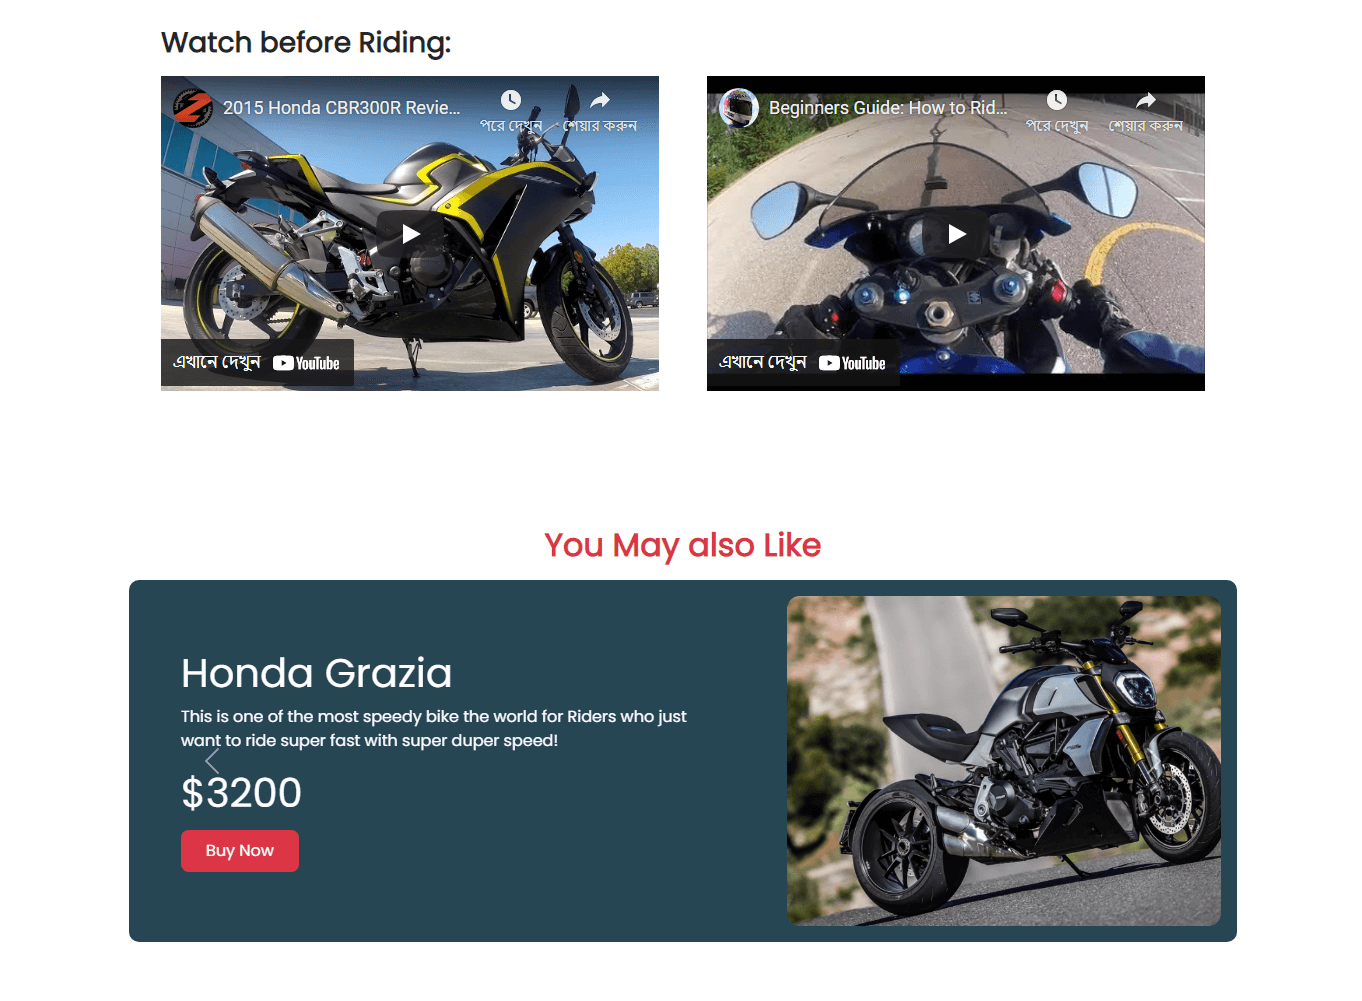 Watch before Riding:
2015 Honda CBR300R Revie...
পরে দেখুন
শেয়ার করুন
Beginners Guide: How to Rid...
পরে দেখুন
শেয়ার করুন
এখানে দেখুন YouTube
এখানে দেখুন YouTube
You May also Like
Honda Grazia
This is one of the most speedy bike the world for Riders who just
want to ride super fast with super duper speed!
$3200
Buy Now